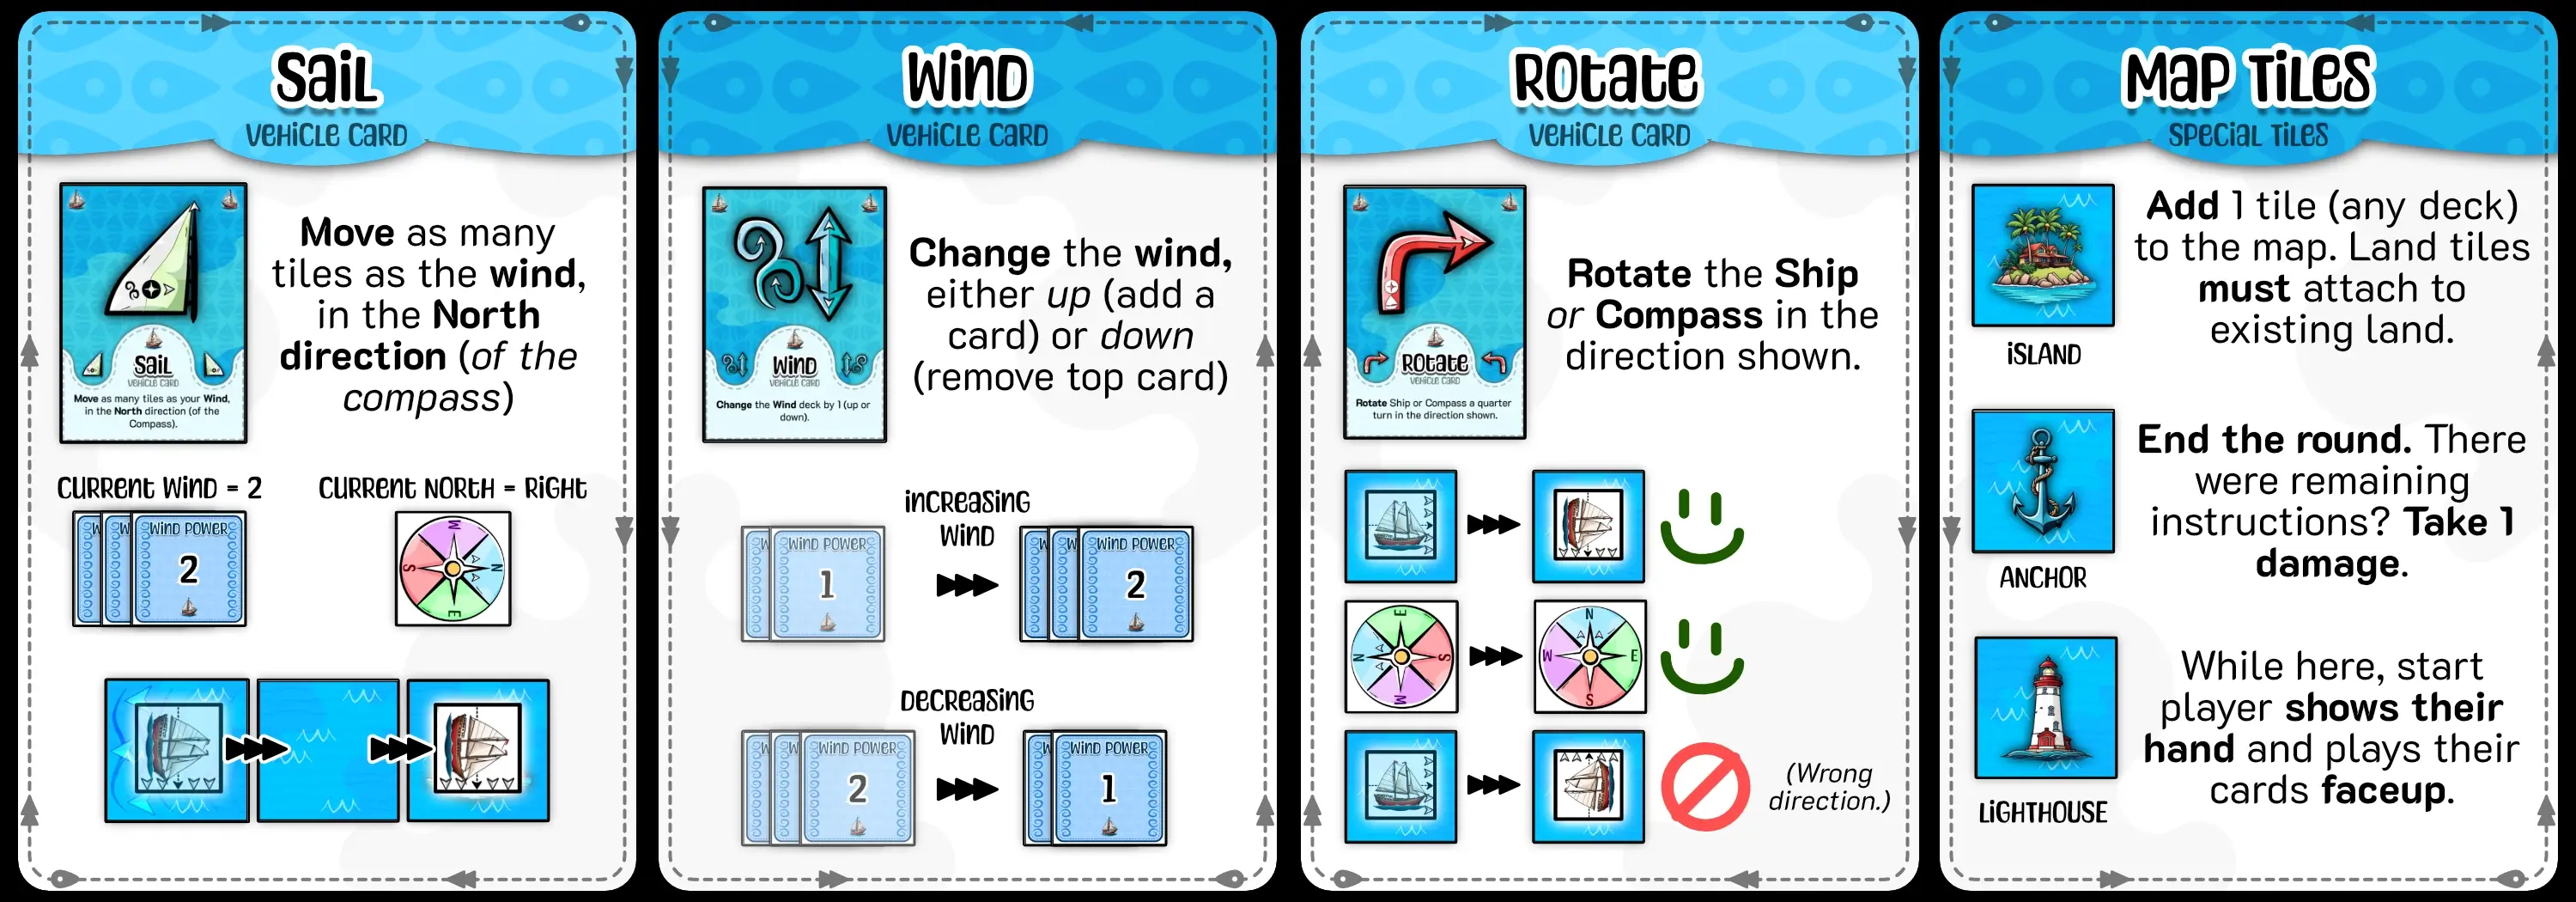 Sail
Vehicle Card
Sail
Vehicle Card
Move as many tiles as your Wind,
in the North direction (of the
Compass).
Move as many
tiles as the wind,
in the North
direction (of the
compass)
Current Wind = 2
Current North = Right
W
W
Wind Power
2
W
N
S
E
Wind
Vehicle Card
Wind
Vehicle Card
Change the Wind deck by 1 (up or
down).
Change the wind,
either up (add a
card) or down
(remove top card)
Increasing
Wind
W
Wind Power
1
W
W
Wind Power
2
Decreasing
Wind
W
W
Wind Power
2
W
Wind Power
1
Rotate
Vehicle Card
Rotate
Vehicle Card
Rotate Ship or Compass a quarter
turn in the direction shown.
Rotate the Ship
or Compass in the
direction shown.
E
N
S
W
N
W
E
S
(Wrong
direction.)
Map Tiles
Special Tiles
Island
Add 1 tile (any deck)
to the map. Land tiles
must attach to
existing land.
Anchor
End the round. There
were remaining
instructions? Take 1
damage.
Lighthouse
While here, start
player shows their
hand and plays their
cards faceup.